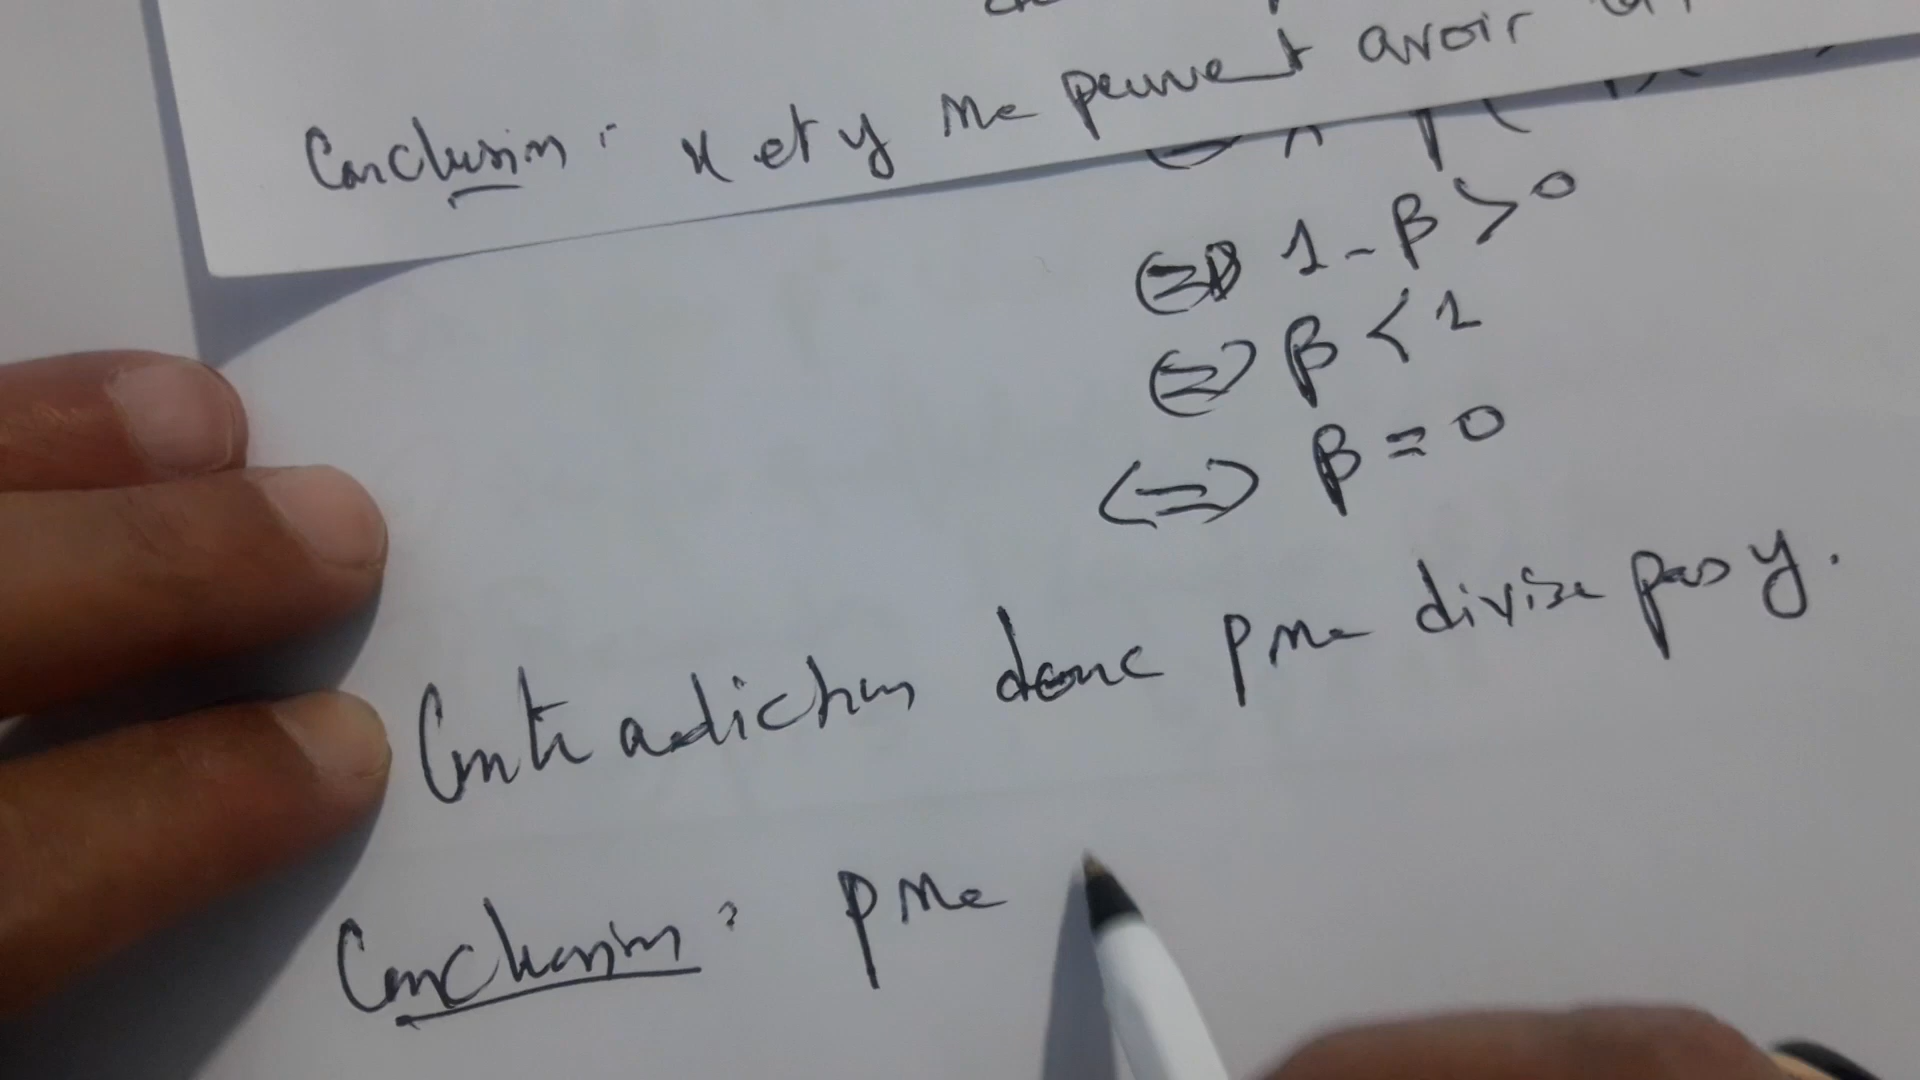 Conclusion : x et y ne peuvent avoir
⇔ 1 - β > 0
⇔ β < 1
⇔ β = 0
Contradiction donc p ne divise pas y.
Conclusion : p ne